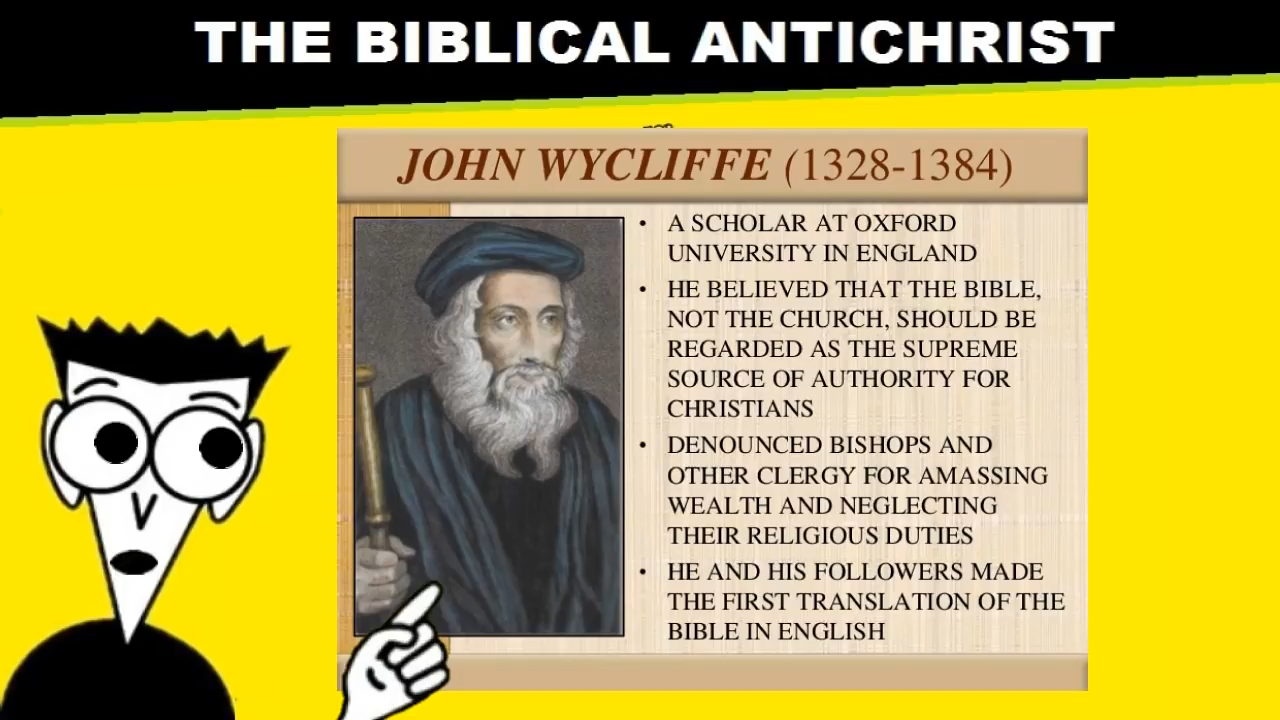 THE BIBLICAL ANTICHRIST
JOHN WYCLIFFE (1328-1384)
• A SCHOLAR AT OXFORD
UNIVERSITY IN ENGLAND
• HE BELIEVED THAT THE BIBLE,
NOT THE CHURCH, SHOULD BE
REGARDED AS THE SUPREME
SOURCE OF AUTHORITY FOR
CHRISTIANS
• DENOUNCED BISHOPS AND
OTHER CLERGY FOR AMASSING
WEALTH AND NEGLECTING
THEIR RELIGIOUS DUTIES
• HE AND HIS FOLLOWERS MADE
THE FIRST TRANSLATION OF THE
BIBLE IN ENGLISH